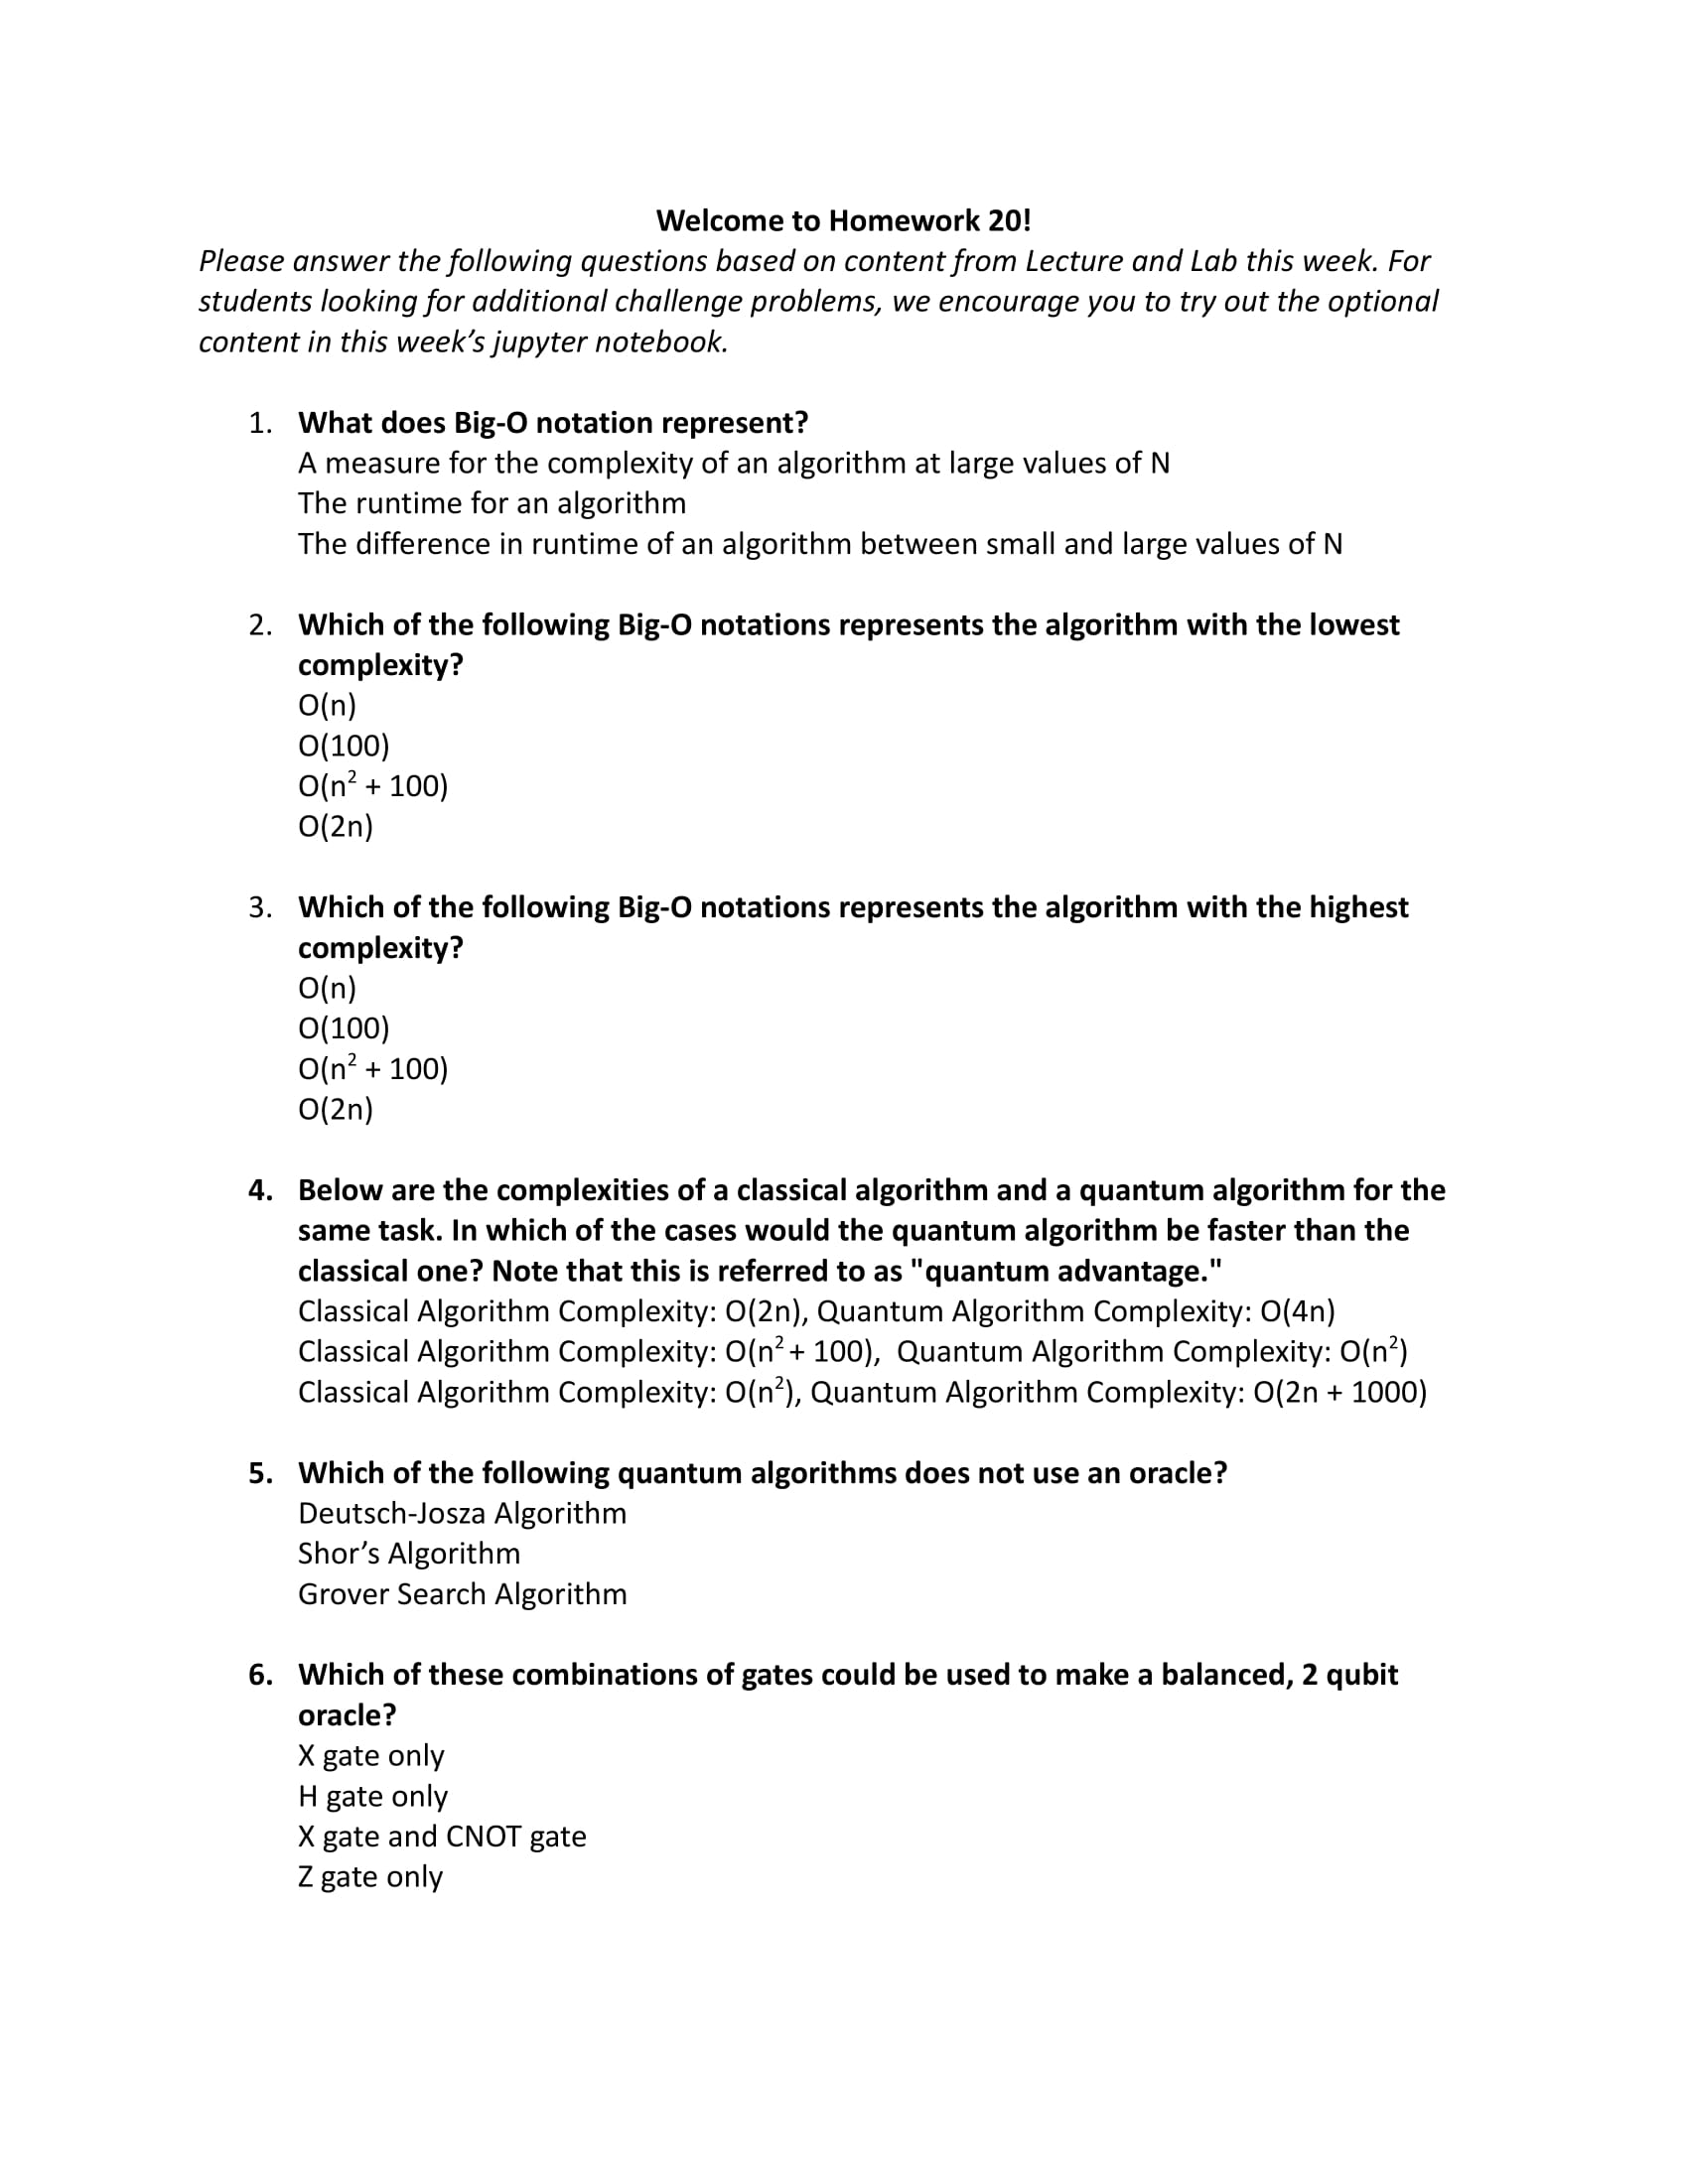 Welcome to Homework 20!
Please answer the following questions based on content from Lecture and Lab this week. For
students looking for additional challenge problems, we encourage you to try out the optional
content in this week’s jupyter notebook.
1. What does Big-O notation represent?
A measure for the complexity of an algorithm at large values of N
The runtime for an algorithm
The difference in runtime of an algorithm between small and large values of N
2. Which of the following Big-O notations represents the algorithm with the lowest
complexity?
O(n)
O(100)
O(n² + 100)
O(2n)
3. Which of the following Big-O notations represents the algorithm with the highest
complexity?
O(n)
O(100)
O(n² + 100)
O(2n)
4. Below are the complexities of a classical algorithm and a quantum algorithm for the
same task. In which of the cases would the quantum algorithm be faster than the
classical one? Note that this is referred to as "quantum advantage."
Classical Algorithm Complexity: O(2n), Quantum Algorithm Complexity: O(4n)
Classical Algorithm Complexity: O(n² + 100), Quantum Algorithm Complexity: O(n²)
Classical Algorithm Complexity: O(n²), Quantum Algorithm Complexity: O(2n + 1000)
5. Which of the following quantum algorithms does not use an oracle?
Deutsch-Josza Algorithm
Shor’s Algorithm
Grover Search Algorithm
6. Which of these combinations of gates could be used to make a balanced, 2 qubit
oracle?
X gate only
H gate only
X gate and CNOT gate
Z gate only